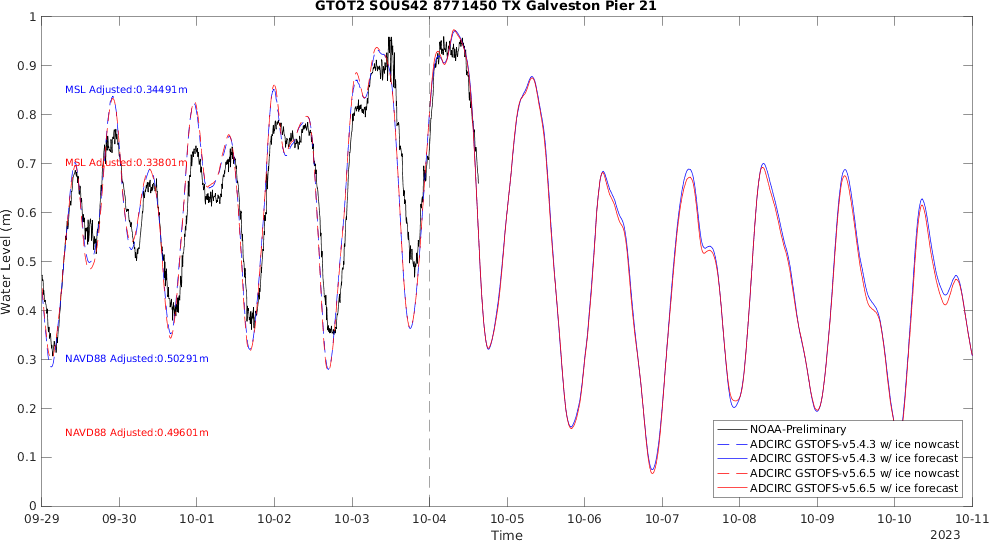 GTOT2 SOUS42 8771450 TX Galveston Pier 21
1
0.9
0.8
0.7
0.6
0.5
0.4
0.3
0.2
0.1
0
Water Level (m)
MSL Adjusted:0.34491m
MSL Adjusted:0.33801m
NAVD88 Adjusted:0.50291m
NAVD88 Adjusted:0.49601m
NOAA-Preliminary
ADCIRC GSTOFS-v5.4.3 w/ ice nowcast
ADCIRC GSTOFS-v5.4.3 w/ ice forecast
ADCIRC GSTOFS-v5.6.5 w/ ice nowcast
ADCIRC GSTOFS-v5.6.5 w/ ice forecast
09-29 09-30 10-01 10-02 10-03 10-04 10-05 10-06 10-07 10-08 10-09 10-10 10-11
Time
2023